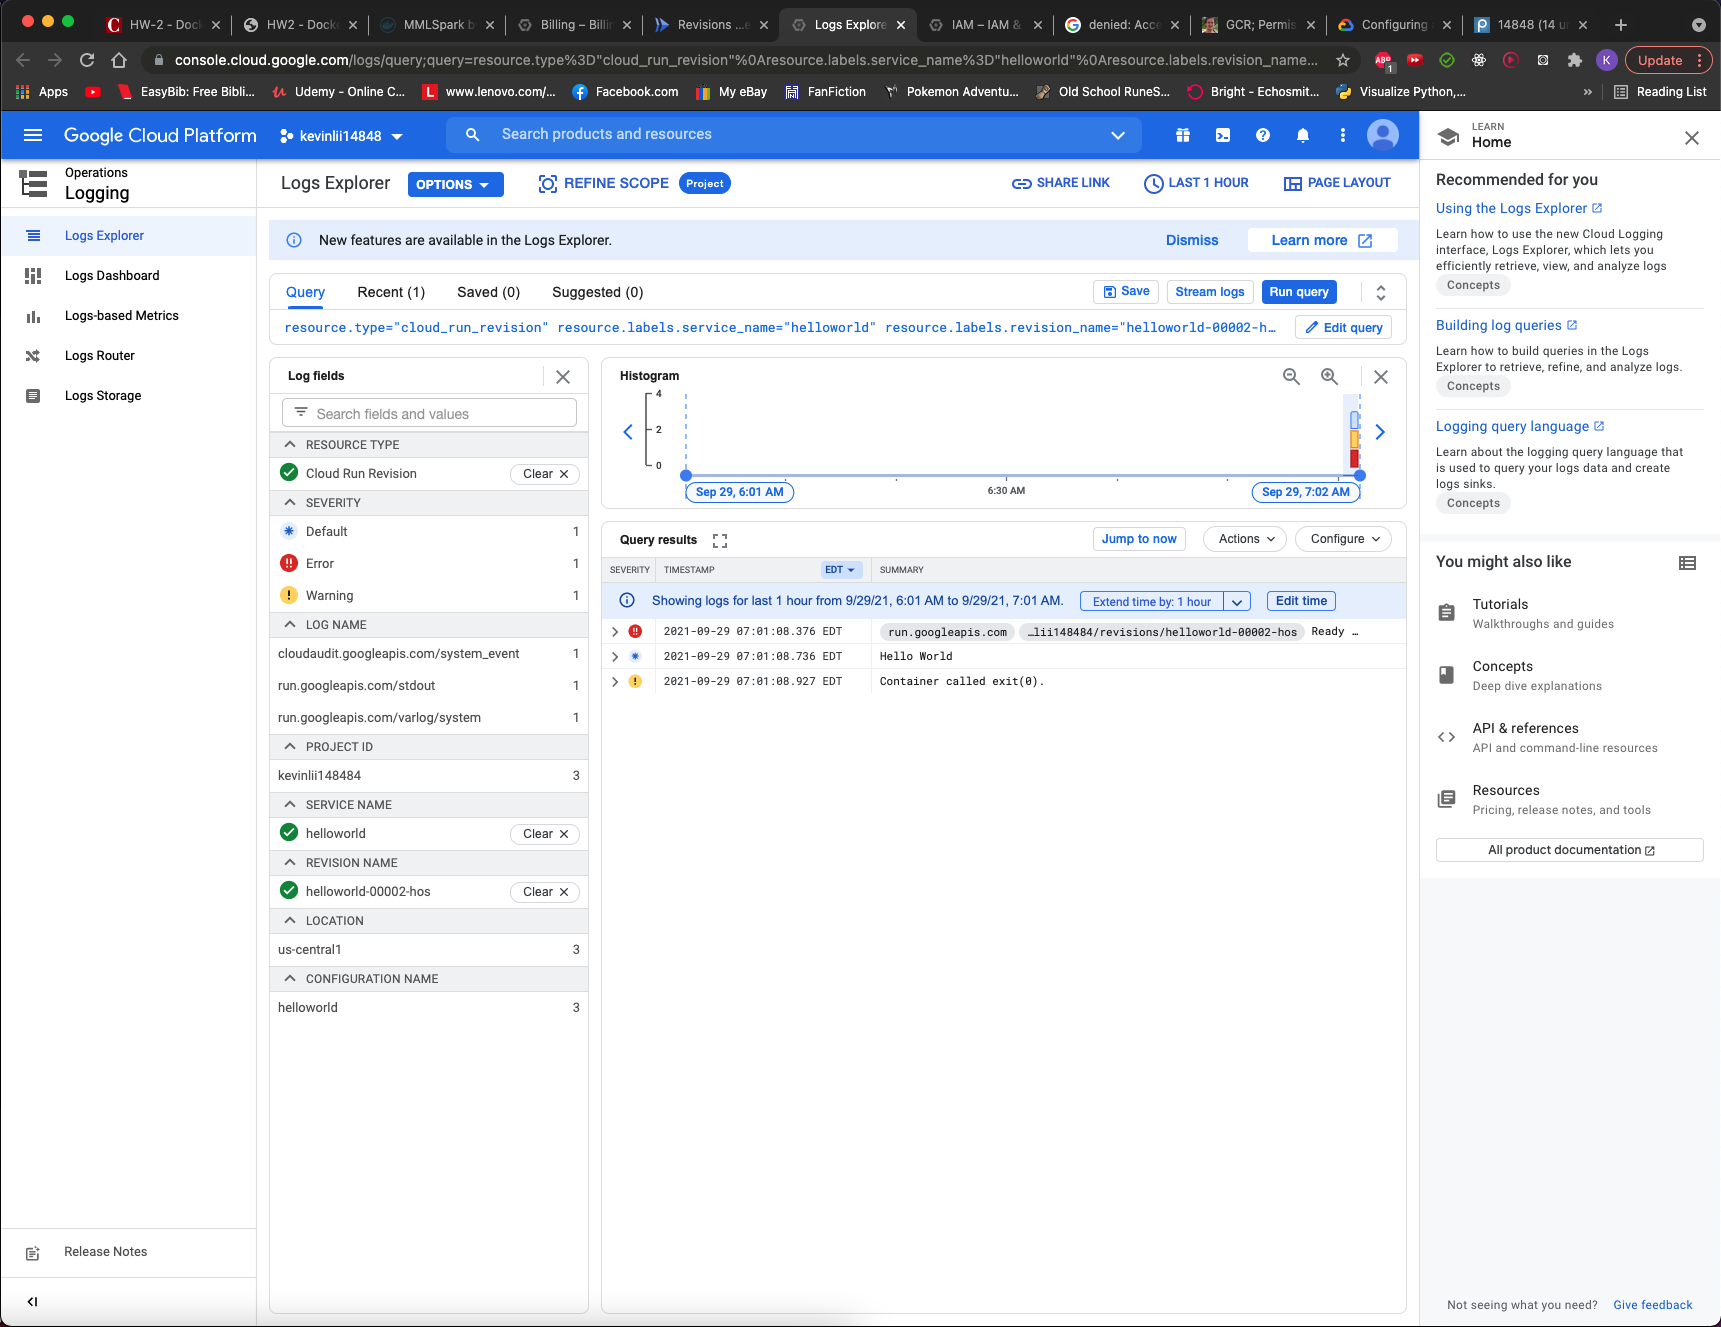 HW-2 - Doc
HW2 - Docke
MMLSpark b
Billing – Billin
Revisions ...e
Logs Explore
IAM – IAM &
denied: Acce
GCR; Permis
Configuring
14848 (14 u
console.cloud.google.com/logs/query;query=resource.type%3D"cloud_run_revision"%0Aresource.labels.service_name%3D"helloworld"%0Aresource.labels.revision_name...
ABP
1
K
Update
Apps
EasyBib: Free Bibli...
Udemy - Online C...
L
www.lenovo.com/...
Facebook.com
My eBay
FanFiction
Pokemon Adventu...
Old School RuneS...
Bright - Echosmit...
Visualize Python,...
»
Reading List
Google Cloud Platform
kevinlii14848
Search products and resources
LEARN
Home
Operations
Logging
Logs Explorer
OPTIONS
REFINE SCOPE
Project
SHARE LINK
LAST 1 HOUR
PAGE LAYOUT
Logs Explorer
Logs Dashboard
Logs-based Metrics
Logs Router
Logs Storage
Release Notes
New features are available in the Logs Explorer.
Dismiss
Learn more
Query
Recent (1)
Saved (0)
Suggested (0)
Save
Stream logs
Run query
resource.type="cloud_run_revision" resource.labels.service_name="helloworld" resource.labels.revision_name="helloworld-00002-h…
Edit query
Log fields
Search fields and values
RESOURCE TYPE
Cloud Run Revision
Clear
SEVERITY
Default 1
Error 1
Warning 1
LOG NAME
cloudaudit.googleapis.com/system_event 1
run.googleapis.com/stdout 1
run.googleapis.com/varlog/system 1
PROJECT ID
kevinlii148484 3
SERVICE NAME
helloworld
Clear
REVISION NAME
helloworld-00002-hos
Clear
LOCATION
us-central1 3
CONFIGURATION NAME
helloworld 3
Histogram
4
2
0
Sep 29, 6:01 AM
6:30 AM
Sep 29, 7:02 AM
Query results
Jump to now
Actions
Configure
SEVERITY
TIMESTAMP
EDT
SUMMARY
Showing logs for last 1 hour from 9/29/21, 6:01 AM to 9/29/21, 7:01 AM.
Extend time by: 1 hour
Edit time
2021-09-29 07:01:08.376 EDT run.googleapis.com …lii148484/revisions/helloworld-00002-hos Ready …
2021-09-29 07:01:08.736 EDT Hello World
2021-09-29 07:01:08.927 EDT Container called exit(0).
Recommended for you
Using the Logs Explorer
Learn how to use the new Cloud Logging
interface, Logs Explorer, which lets you
efficiently retrieve, view, and analyze logs
Concepts
Building log queries
Learn how to build queries in the Logs
Explorer to retrieve, refine, and analyze logs.
Concepts
Logging query language
Learn about the logging query language that
is used to query your logs data and create
logs sinks.
Concepts
You might also like
Tutorials
Walkthroughs and guides
Concepts
Deep dive explanations
API & references
API and command-line resources
Resources
Pricing, release notes, and tools
All product documentation
Not seeing what you need?
Give feedback